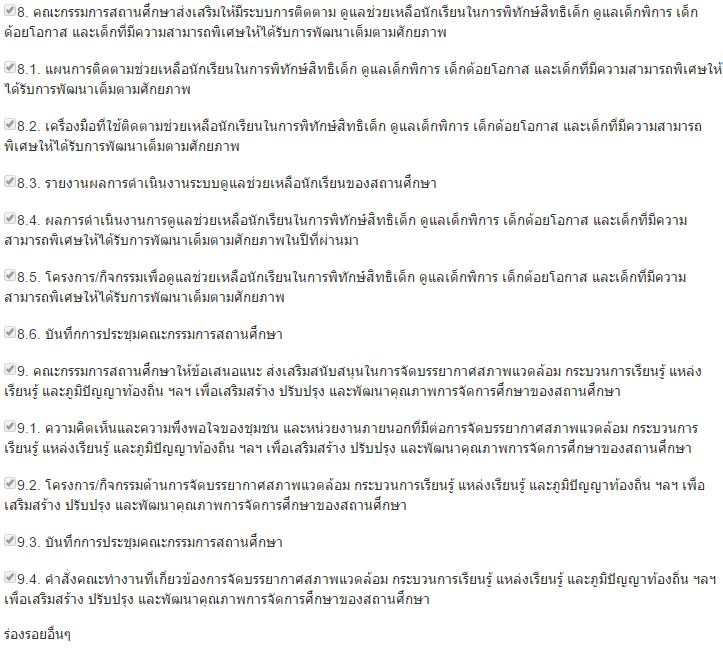 8. คณะกรรมการสถานศึกษาส่งเสริมให้มีระบบการติดตาม ดูแลช่วยเหลือนักเรียนในการพิทักษ์สิทธิเด็ก ดูแลเด็กพิการ เด็ก
ด้อยโอกาส และเด็กที่มีความสามารถพิเศษให้ได้รับการพัฒนาเต็มตามศักยภาพ
8.1. แผนการติดตามช่วยเหลือนักเรียนในการพิทักษ์สิทธิเด็ก ดูแลเด็กพิการ เด็กด้อยโอกาส และเด็กที่มีความสามารถพิเศษให้
ได้รับการพัฒนาเต็มตามศักยภาพ
8.2. เครื่องมือที่ใช้ติดตามช่วยเหลือนักเรียนในการพิทักษ์สิทธิเด็ก ดูแลเด็กพิการ เด็กด้อยโอกาส และเด็กที่มีความสามารถ
พิเศษให้ได้รับการพัฒนาเต็มตามศักยภาพ
8.3. รายงานผลการดำเนินงานระบบดูแลช่วยเหลือนักเรียนของสถานศึกษา
8.4. ผลการดำเนินงานการดูแลช่วยเหลือนักเรียนในการพิทักษ์สิทธิเด็ก ดูแลเด็กพิการ เด็กด้อยโอกาส และเด็กที่มีความ
สามารถพิเศษให้ได้รับการพัฒนาเต็มตามศักยภาพในปีที่ผ่านมา
8.5. โครงการ/กิจกรรมเพื่อดูแลช่วยเหลือนักเรียนในการพิทักษ์สิทธิเด็ก ดูแลเด็กพิการ เด็กด้อยโอกาส และเด็กที่มีความ
สามารถพิเศษให้ได้รับการพัฒนาเต็มตามศักยภาพ
8.6. บันทึกการประชุมคณะกรรมการสถานศึกษา
9. คณะกรรมการสถานศึกษาให้ข้อเสนอแนะ ส่งเสริมสนับสนุนในการจัดบรรยากาศสภาพแวดล้อม กระบวนการเรียนรู้ แหล่ง
เรียนรู้ และภูมิปัญญาท้องถิ่น ฯลฯ เพื่อเสริมสร้าง ปรับปรุง และพัฒนาคุณภาพการจัดการศึกษาของสถานศึกษา
9.1. ความคิดเห็นและความพึงพอใจของชุมชน และหน่วยงานภายนอกที่มีต่อการจัดบรรยากาศสภาพแวดล้อม กระบวนการ
เรียนรู้ แหล่งเรียนรู้ และภูมิปัญญาท้องถิ่น ฯลฯ เพื่อเสริมสร้าง ปรับปรุง และพัฒนาคุณภาพการจัดการศึกษาของสถานศึกษา
9.2. โครงการ/กิจกรรมด้านการจัดบรรยากาศสภาพแวดล้อม กระบวนการเรียนรู้ แหล่งเรียนรู้ และภูมิปัญญาท้องถิ่น ฯลฯ เพื่อ
เสริมสร้าง ปรับปรุง และพัฒนาคุณภาพการจัดการศึกษาของสถานศึกษา
9.3. บันทึกการประชุมคณะกรรมการสถานศึกษา
9.4. คำสั่งคณะทำงานที่เกี่ยวข้องการจัดบรรยากาศสภาพแวดล้อม กระบวนการเรียนรู้ แหล่งเรียนรู้ และภูมิปัญญาท้องถิ่น ฯลฯ
เพื่อเสริมสร้าง ปรับปรุง และพัฒนาคุณภาพการจัดการศึกษาของสถานศึกษา
ร่องรอยอื่นๆ